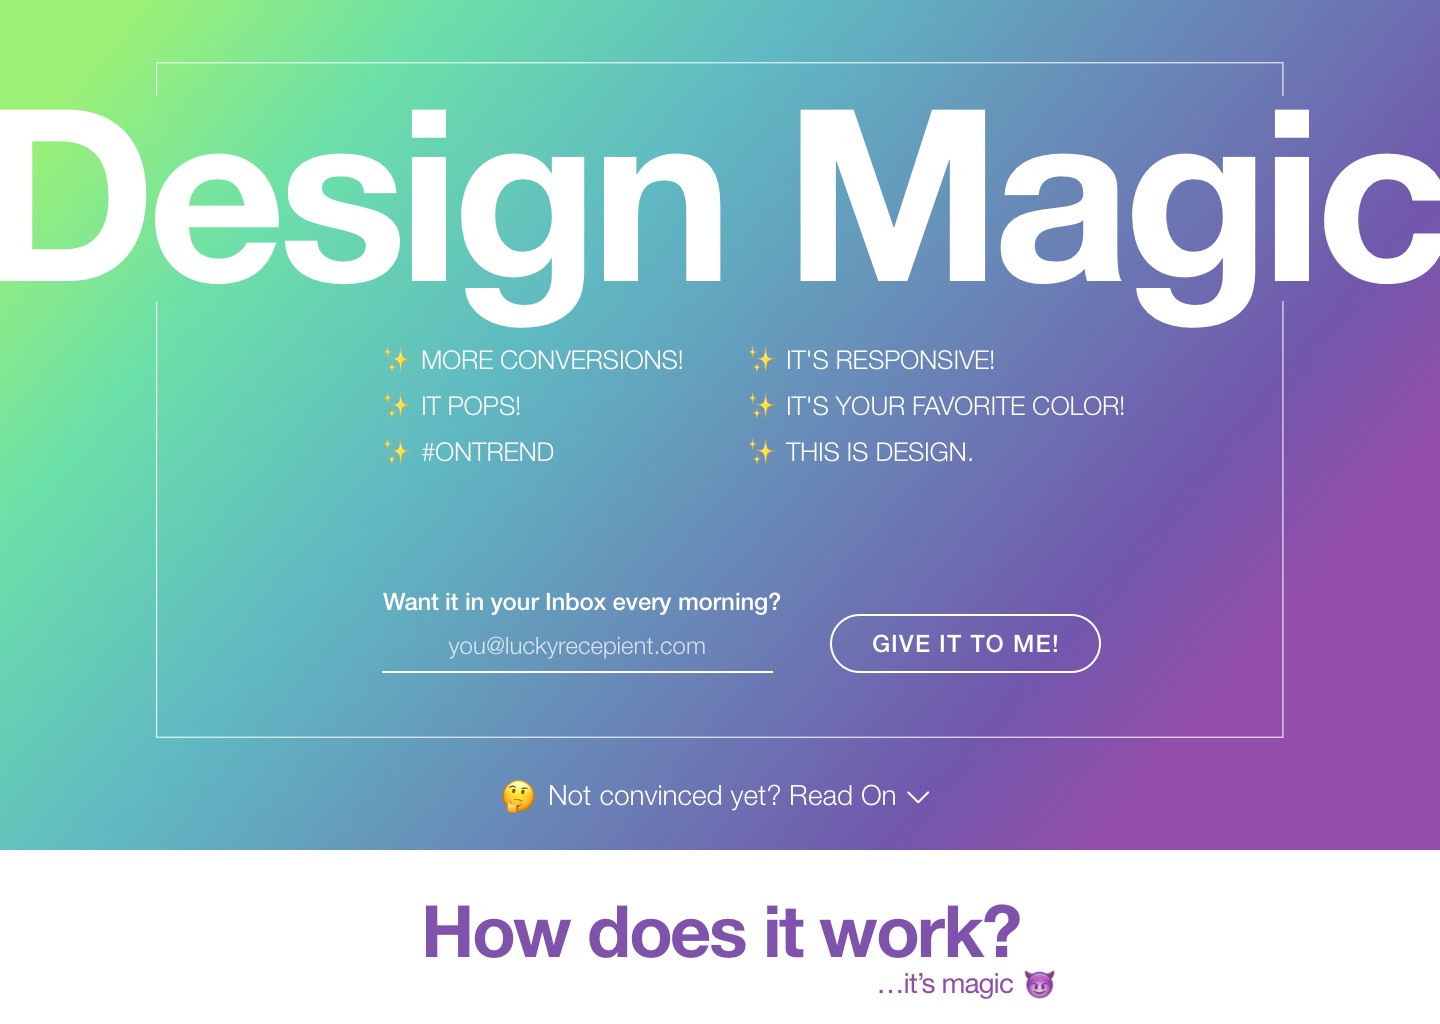 Design Magic
✨ MORE CONVERSIONS!
✨ IT POPS!
✨ #ONTREND
✨ IT'S RESPONSIVE!
✨ IT'S YOUR FAVORITE COLOR!
✨ THIS IS DESIGN.
Want it in your Inbox every morning?
you@luckyrecepient.com
GIVE IT TO ME!
🤔 Not convinced yet? Read On
How does it work?
…it’s magic 😈